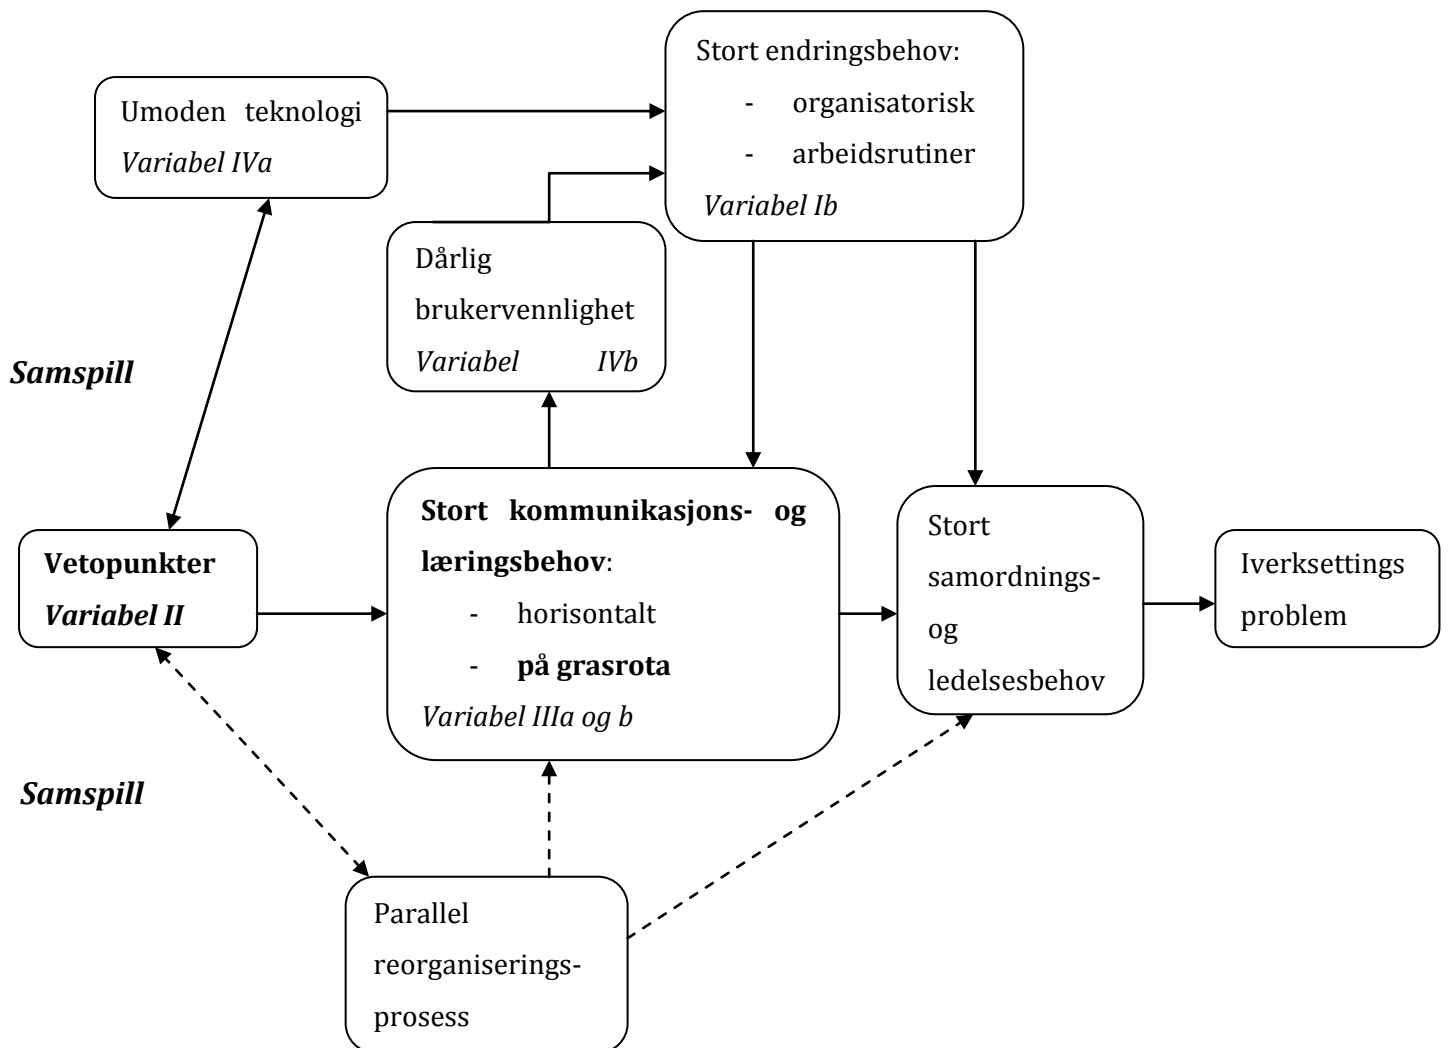 Stort endringsbehov:
- organisatorisk
- arbeidsrutiner
Variabel Ib
Umoden teknologi
Variabel IVa
Dårlig
brukervennlighet
Variabel IVb
Samspill
Vetopunkter
Variabel II
Stort kommunikasjons- og
læringsbehov:
- horisontalt
- på grasrota
Variabel IIIa og b
Stort
samordnings-
og
ledelsesbehov
Iverksettings
problem
Samspill
Parallel
reorganiserings-
prosess